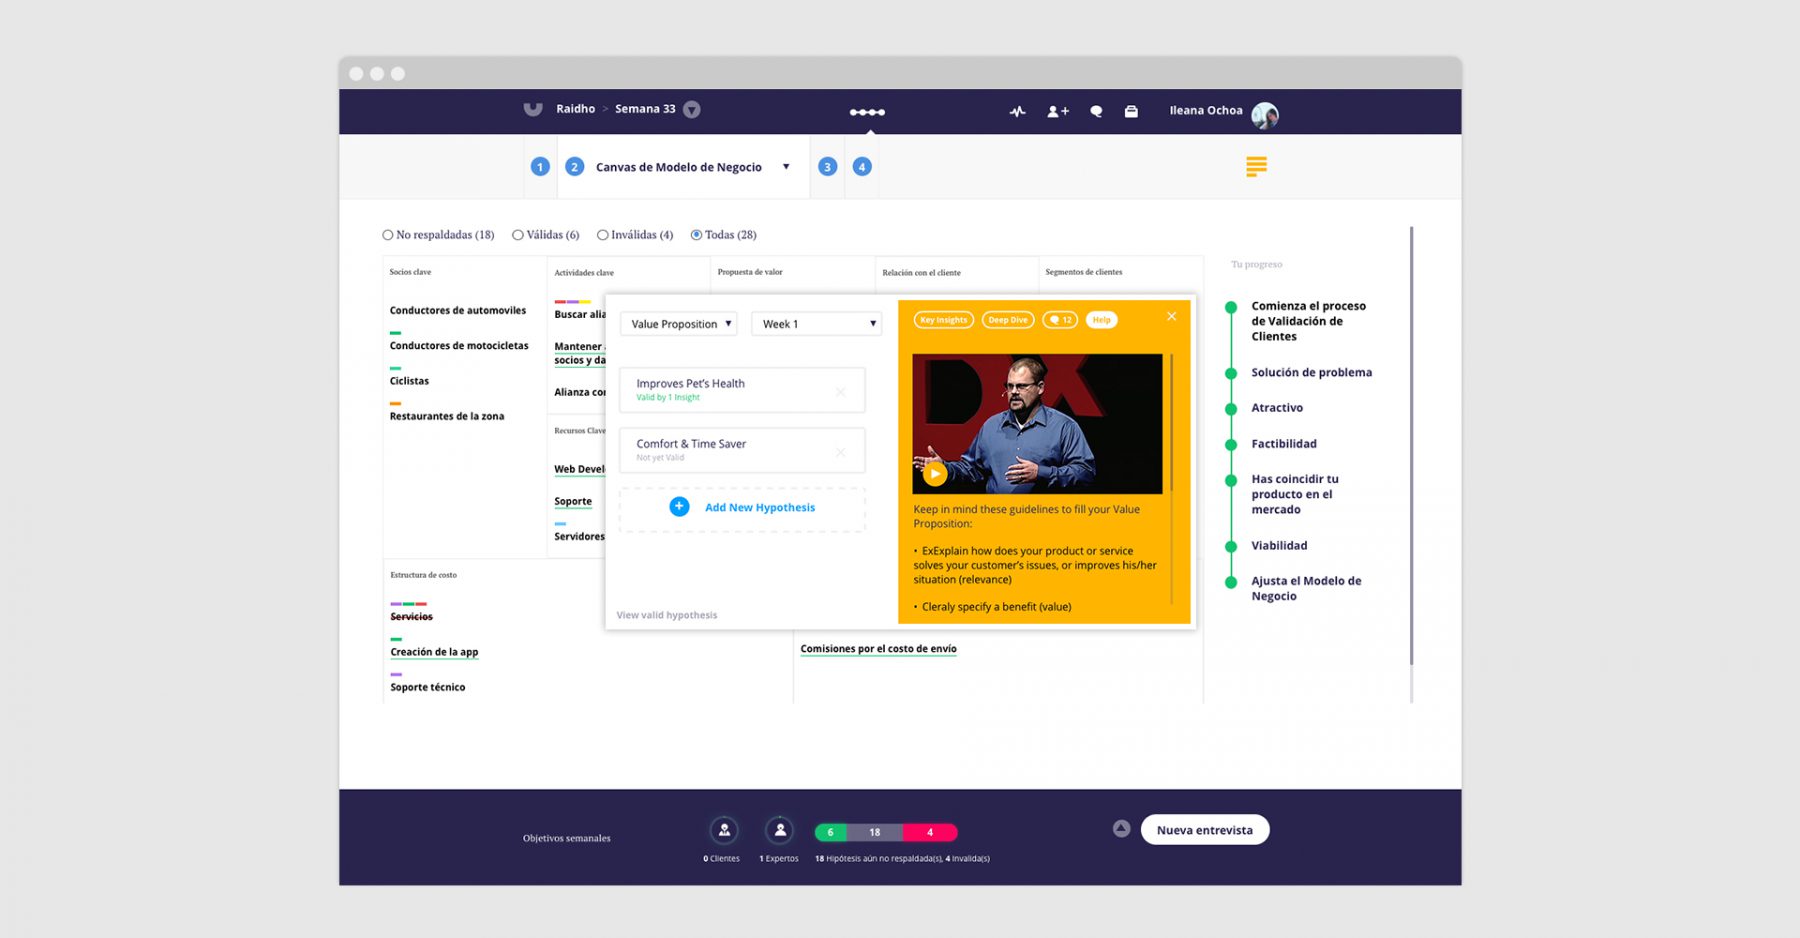 Raidho > Semana 33
Ileana Ochoa
1
2 Canvas de Modelo de Negocio
3
4
No respaldadas (18)
Válidas (6)
Inválidas (4)
Todas (28)
Socios clave
Conductores de automoviles
Conductores de motocicletas
Ciclistas
Restaurantes de la zona
Actividades clave
Buscar alia
Mantener
socios y da
Alianza co
Recursos Clave
Web Devel
Soporte
Servidores
Propuesta de valor
Relación con el cliente
Segmentos de clientes
Value Proposition
Week 1
Improves Pet's Health
Valid by 1 Insight
Comfort & Time Saver
Not yet Valid
+ Add New Hypothesis
View valid hypothesis
Key Insights
Deep Dive
12
Help
Keep in mind these guidelines to fill your Value
Proposition:
• ExExplain how does your product or service
solves your customer's issues, or improves his/her
situation (relevance)
• Cleraly specify a benefit (value)
Estructura de costo
Servicios
Creación de la app
Soporte técnico
Comisiones por el costo de envío
Tu progreso
Comienza el proceso
de Validación de
Clientes
Solución de problema
Atractivo
Factibilidad
Has coincidir tu
producto en el
mercado
Viabilidad
Ajusta el Modelo de
Negocio
Objetivos semanales
0 Clientes
1 Expertos
6
18
4
18 Hipótesis aún no respaldada(s), 4 Invalida(s)
Nueva entrevista